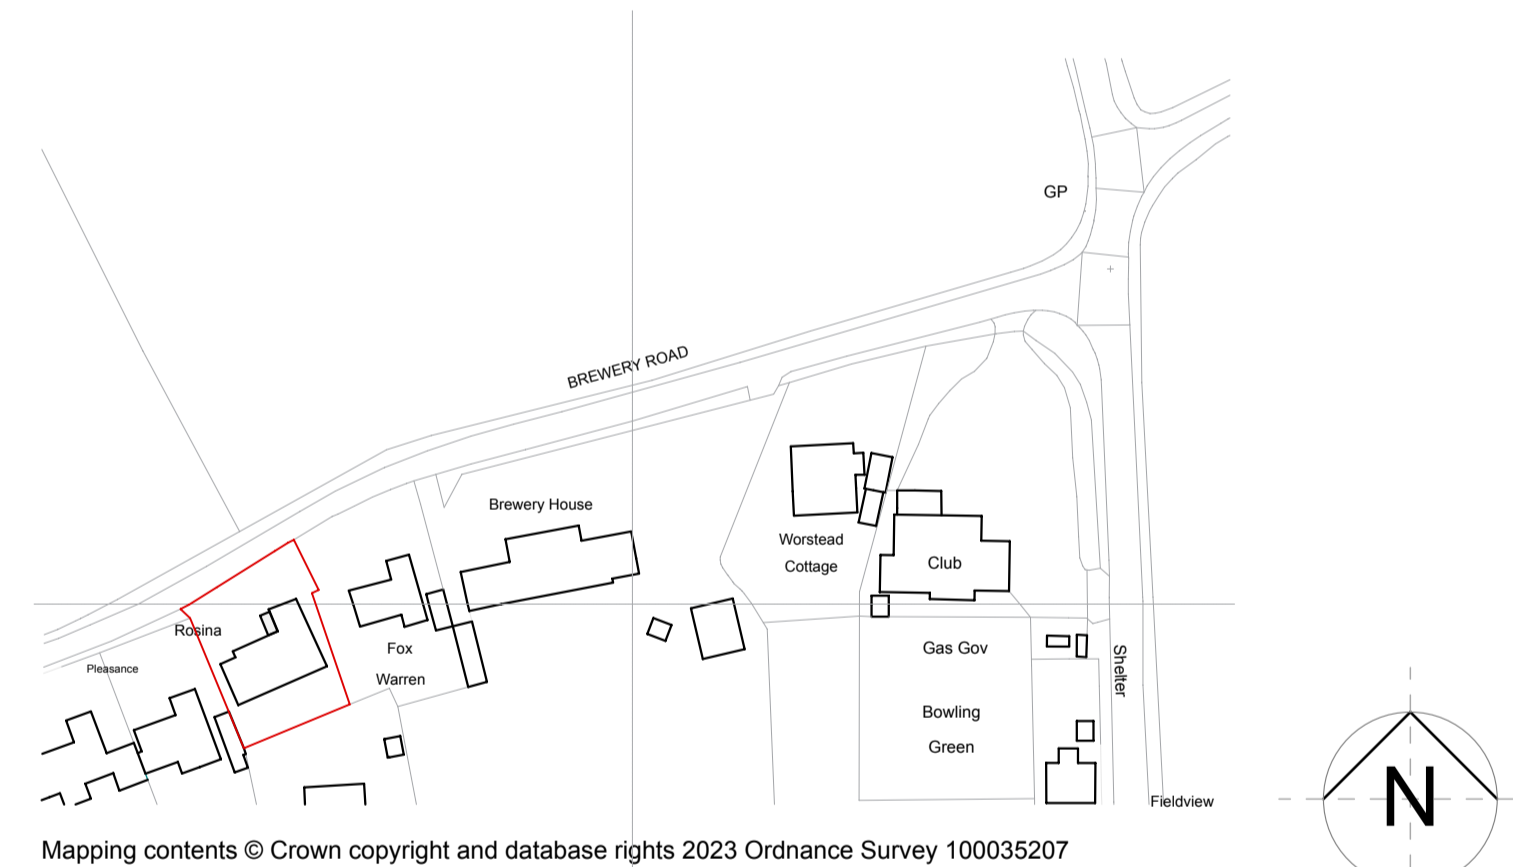 GP
BREWERY ROAD
Brewery House
Worstead
Cottage
Club
Rosina
Pleasance
Fox
Warren
Gas Gov
Shelter
Bowling
Green
Fieldview
N
Mapping contents © Crown copyright and database rights 2023 Ordnance Survey 100035207